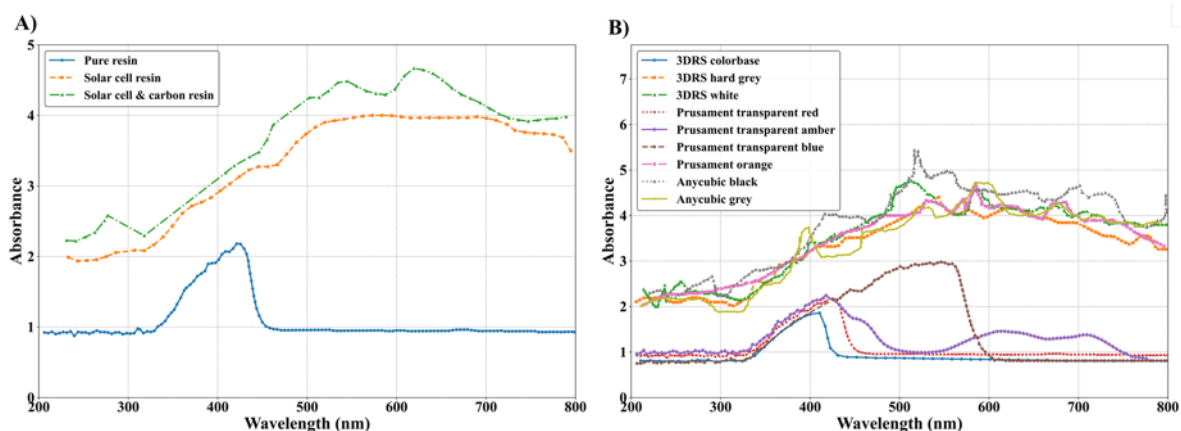 A)
Pure resin
Solar cell resin
Solar cell & carbon resin
5
4
3
2
1
0
Absorbance
200 300 400 500 600 700 800
Wavelength (nm)
B)
3DRS colorbase
3DRS hard grey
3DRS white
Prusament transparent red
Prusament transparent amber
Prusament transparent blue
Prusament orange
Anycubic black
Anycubic grey
7
6
5
4
3
2
1
0
Absorbance
200 300 400 500 600 700 800
Wavelength (nm)